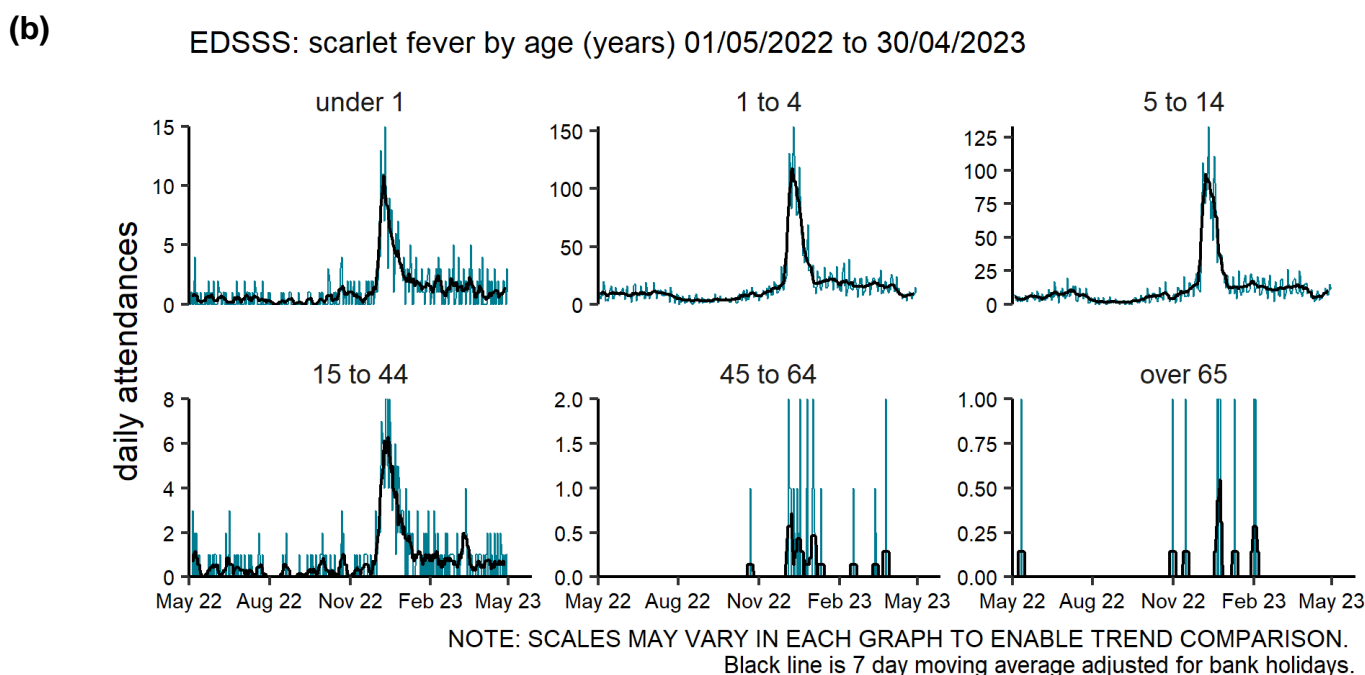 (b)
EDSSS: scarlet fever by age (years) 01/05/2022 to 30/04/2023
under 1
1 to 4
5 to 14
15
10
5
0
150
100
50
0
125
100
75
50
25
0
daily attendances
15 to 44
45 to 64
over 65
8
6
4
2
0
2.0
1.5
1.0
0.5
0.0
1.00
0.75
0.50
0.25
0.00
May 22 Aug 22 Nov 22 Feb 23 May 23
May 22 Aug 22 Nov 22 Feb 23 May 23
May 22 Aug 22 Nov 22 Feb 23 May 23
NOTE: SCALES MAY VARY IN EACH GRAPH TO ENABLE TREND COMPARISON.
Black line is 7 day moving average adjusted for bank holidays.